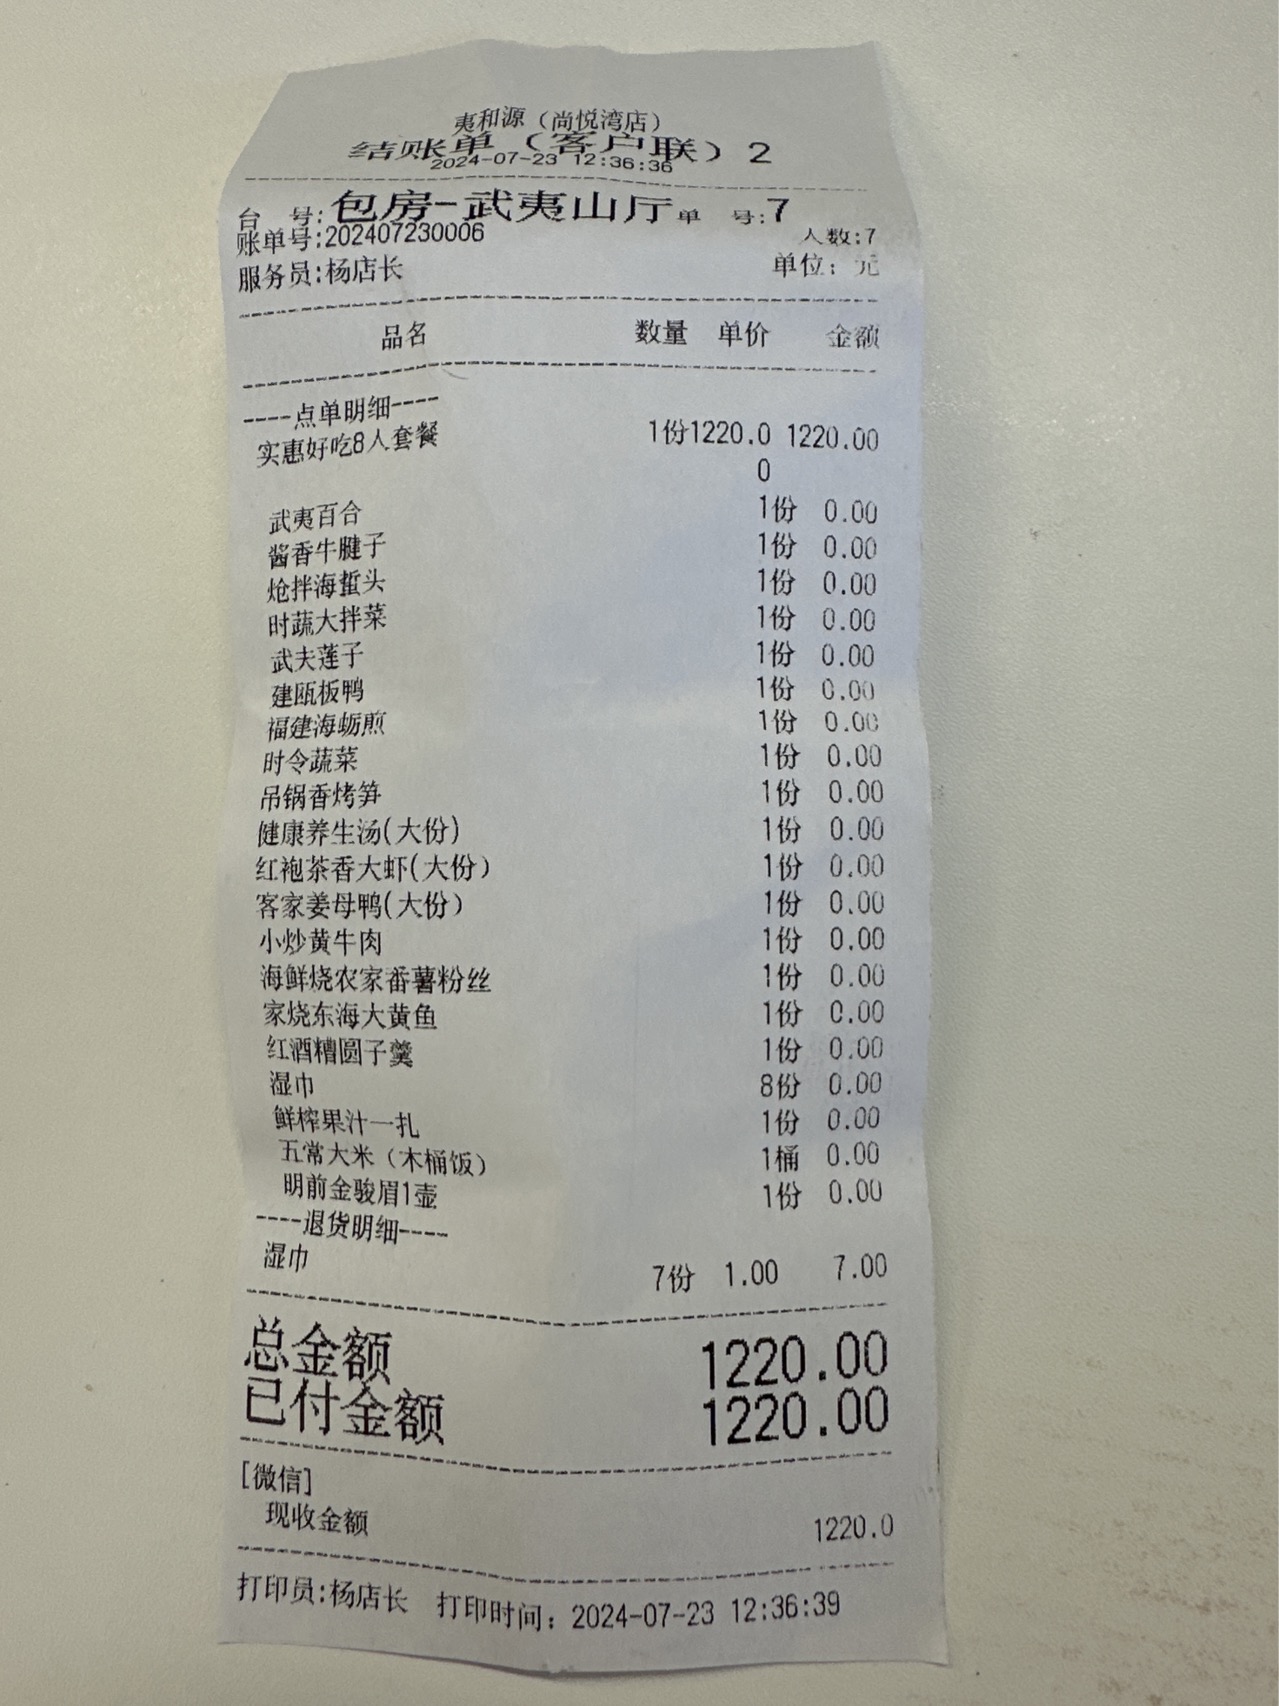 夷和源（尚悦湾店）
结账单（客户联）2
2024-07-23 12:36:36
台 号:包房-武夷山厅单 号:7
账单号:202407230006 人数:7
服务员:杨店长 单位：元
品名 数量 单价 金额
----点单明细----
实惠好吃8人套餐 1份1220.0 1220.00
0
武夷百合 1份 0.00
酱香牛腱子 1份 0.00
炝拌海蜇头 1份 0.00
时蔬大拌菜 1份 0.00
武夫莲子 1份 0.00
建瓯板鸭 1份 0.00
福建海蛎煎 1份 0.00
时令蔬菜 1份 0.00
吊锅香烤笋 1份 0.00
健康养生汤(大份) 1份 0.00
红袍茶香大虾(大份) 1份 0.00
客家姜母鸭(大份) 1份 0.00
小炒黄牛肉 1份 0.00
海鲜烧农家番薯粉丝 1份 0.00
家烧东海大黄鱼 1份 0.00
红酒糟圆子羹 1份 0.00
湿巾 8份 0.00
鲜榨果汁一扎 1份 0.00
五常大米（木桶饭） 1桶 0.00
明前金骏眉1壶 1份 0.00
----退货明细----
湿巾 7份 1.00 7.00
总金额 1220.00
已付金额 1220.00
[微信]
现收金额 1220.0
打印员:杨店长 打印时间：2024-07-23 12:36:39